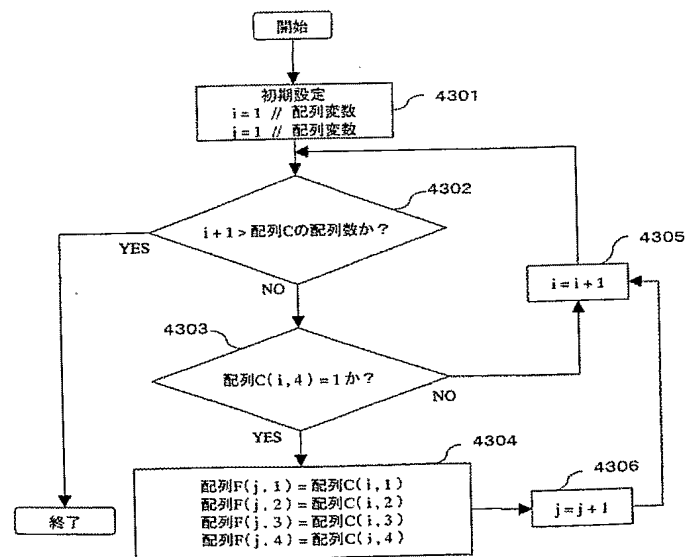 開始
初期設定
i=1 // 配列変数
i=1 // 配列変数
4301
4302
i+1>配列Cの配列数か？
YES
NO
4305
i=i+1
4303
配列C(i,4)=1か？
NO
YES
4304
配列F(j,1)=配列C(i,1)
配列F(j,2)=配列C(i,2)
配列F(j,3)=配列C(i,3)
配列F(j,4)=配列C(i,4)
4306
j=j+1
終了